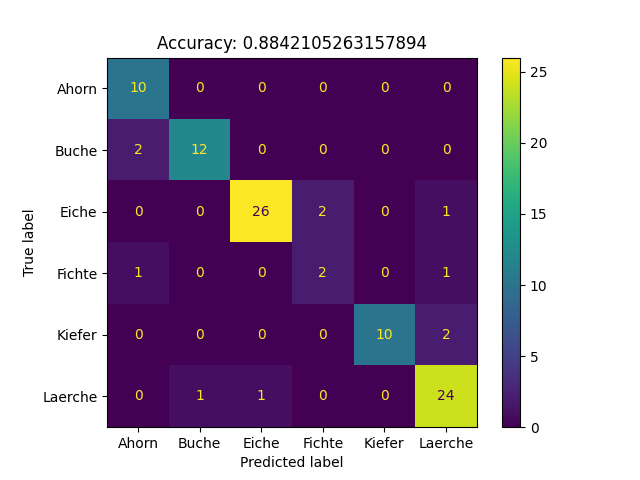 Accuracy: 0.8842105263157894
Ahorn 10 0 0 0 0 0
Buche 2 12 0 0 0 0
Eiche 0 0 26 2 0 1
Fichte 1 0 0 2 0 1
Kiefer 0 0 0 0 10 2
Laerche 0 1 1 0 0 24
Ahorn Buche Eiche Fichte Kiefer Laerche
Predicted label
True label
25
20
15
10
5
0